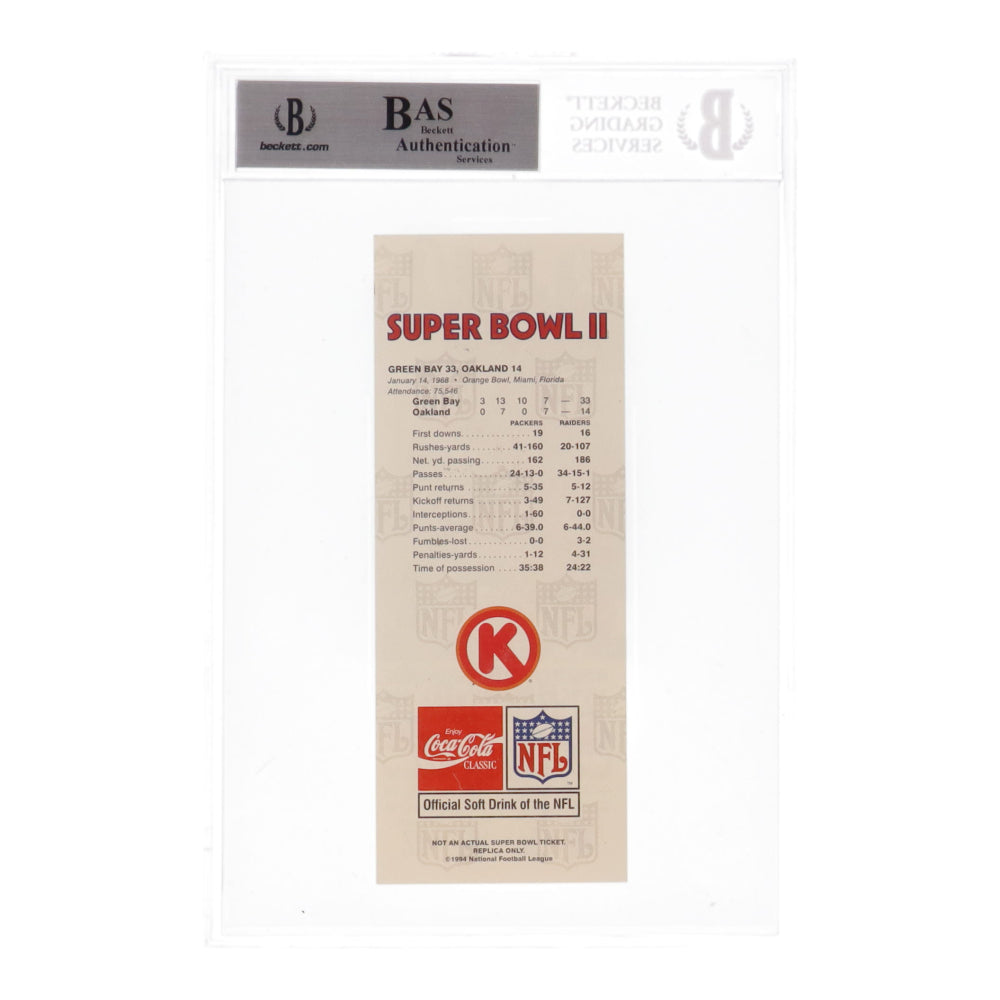 B
beckett.com
BAS
Beckett
Authentication
Services
BECKETT
GRADING
SERVICES
B
SUPER BOWL II
GREEN BAY 33, OAKLAND 14
January 14, 1968 • Orange Bowl, Miami, Florida
Attendance: 75,546
Green Bay 3 13 10 7 — 33
Oakland 0 7 0 7 — 14
PACKERS RAIDERS
First downs. . . . . . . . . . . . . 19 16
Rushes-yards . . . . . . . 41-160 20-107
Net. yd. passing. . . . . . . . . 162 186
Passes . . . . . . . . . . . . 24-13-0 34-15-1
Punt returns . . . . . . . . . . . 5-35 5-12
Kickoff returns . . . . . . . . . 3-49 7-127
Interceptions. . . . . . . . . . . 1-60 0-0
Punts-average . . . . . . . . 6-39.0 6-44.0
Fumbles-lost . . . . . . . . . . . 0-0 3-2
Penalties-yards . . . . . . . . . 1-12 4-31
Time of possession . . . . 35:38 24:22
K
Enjoy
Coca-Cola
CLASSIC
NFL
Official Soft Drink of the NFL
NOT AN ACTUAL SUPER BOWL TICKET.
REPLICA ONLY.
©1994 National Football League